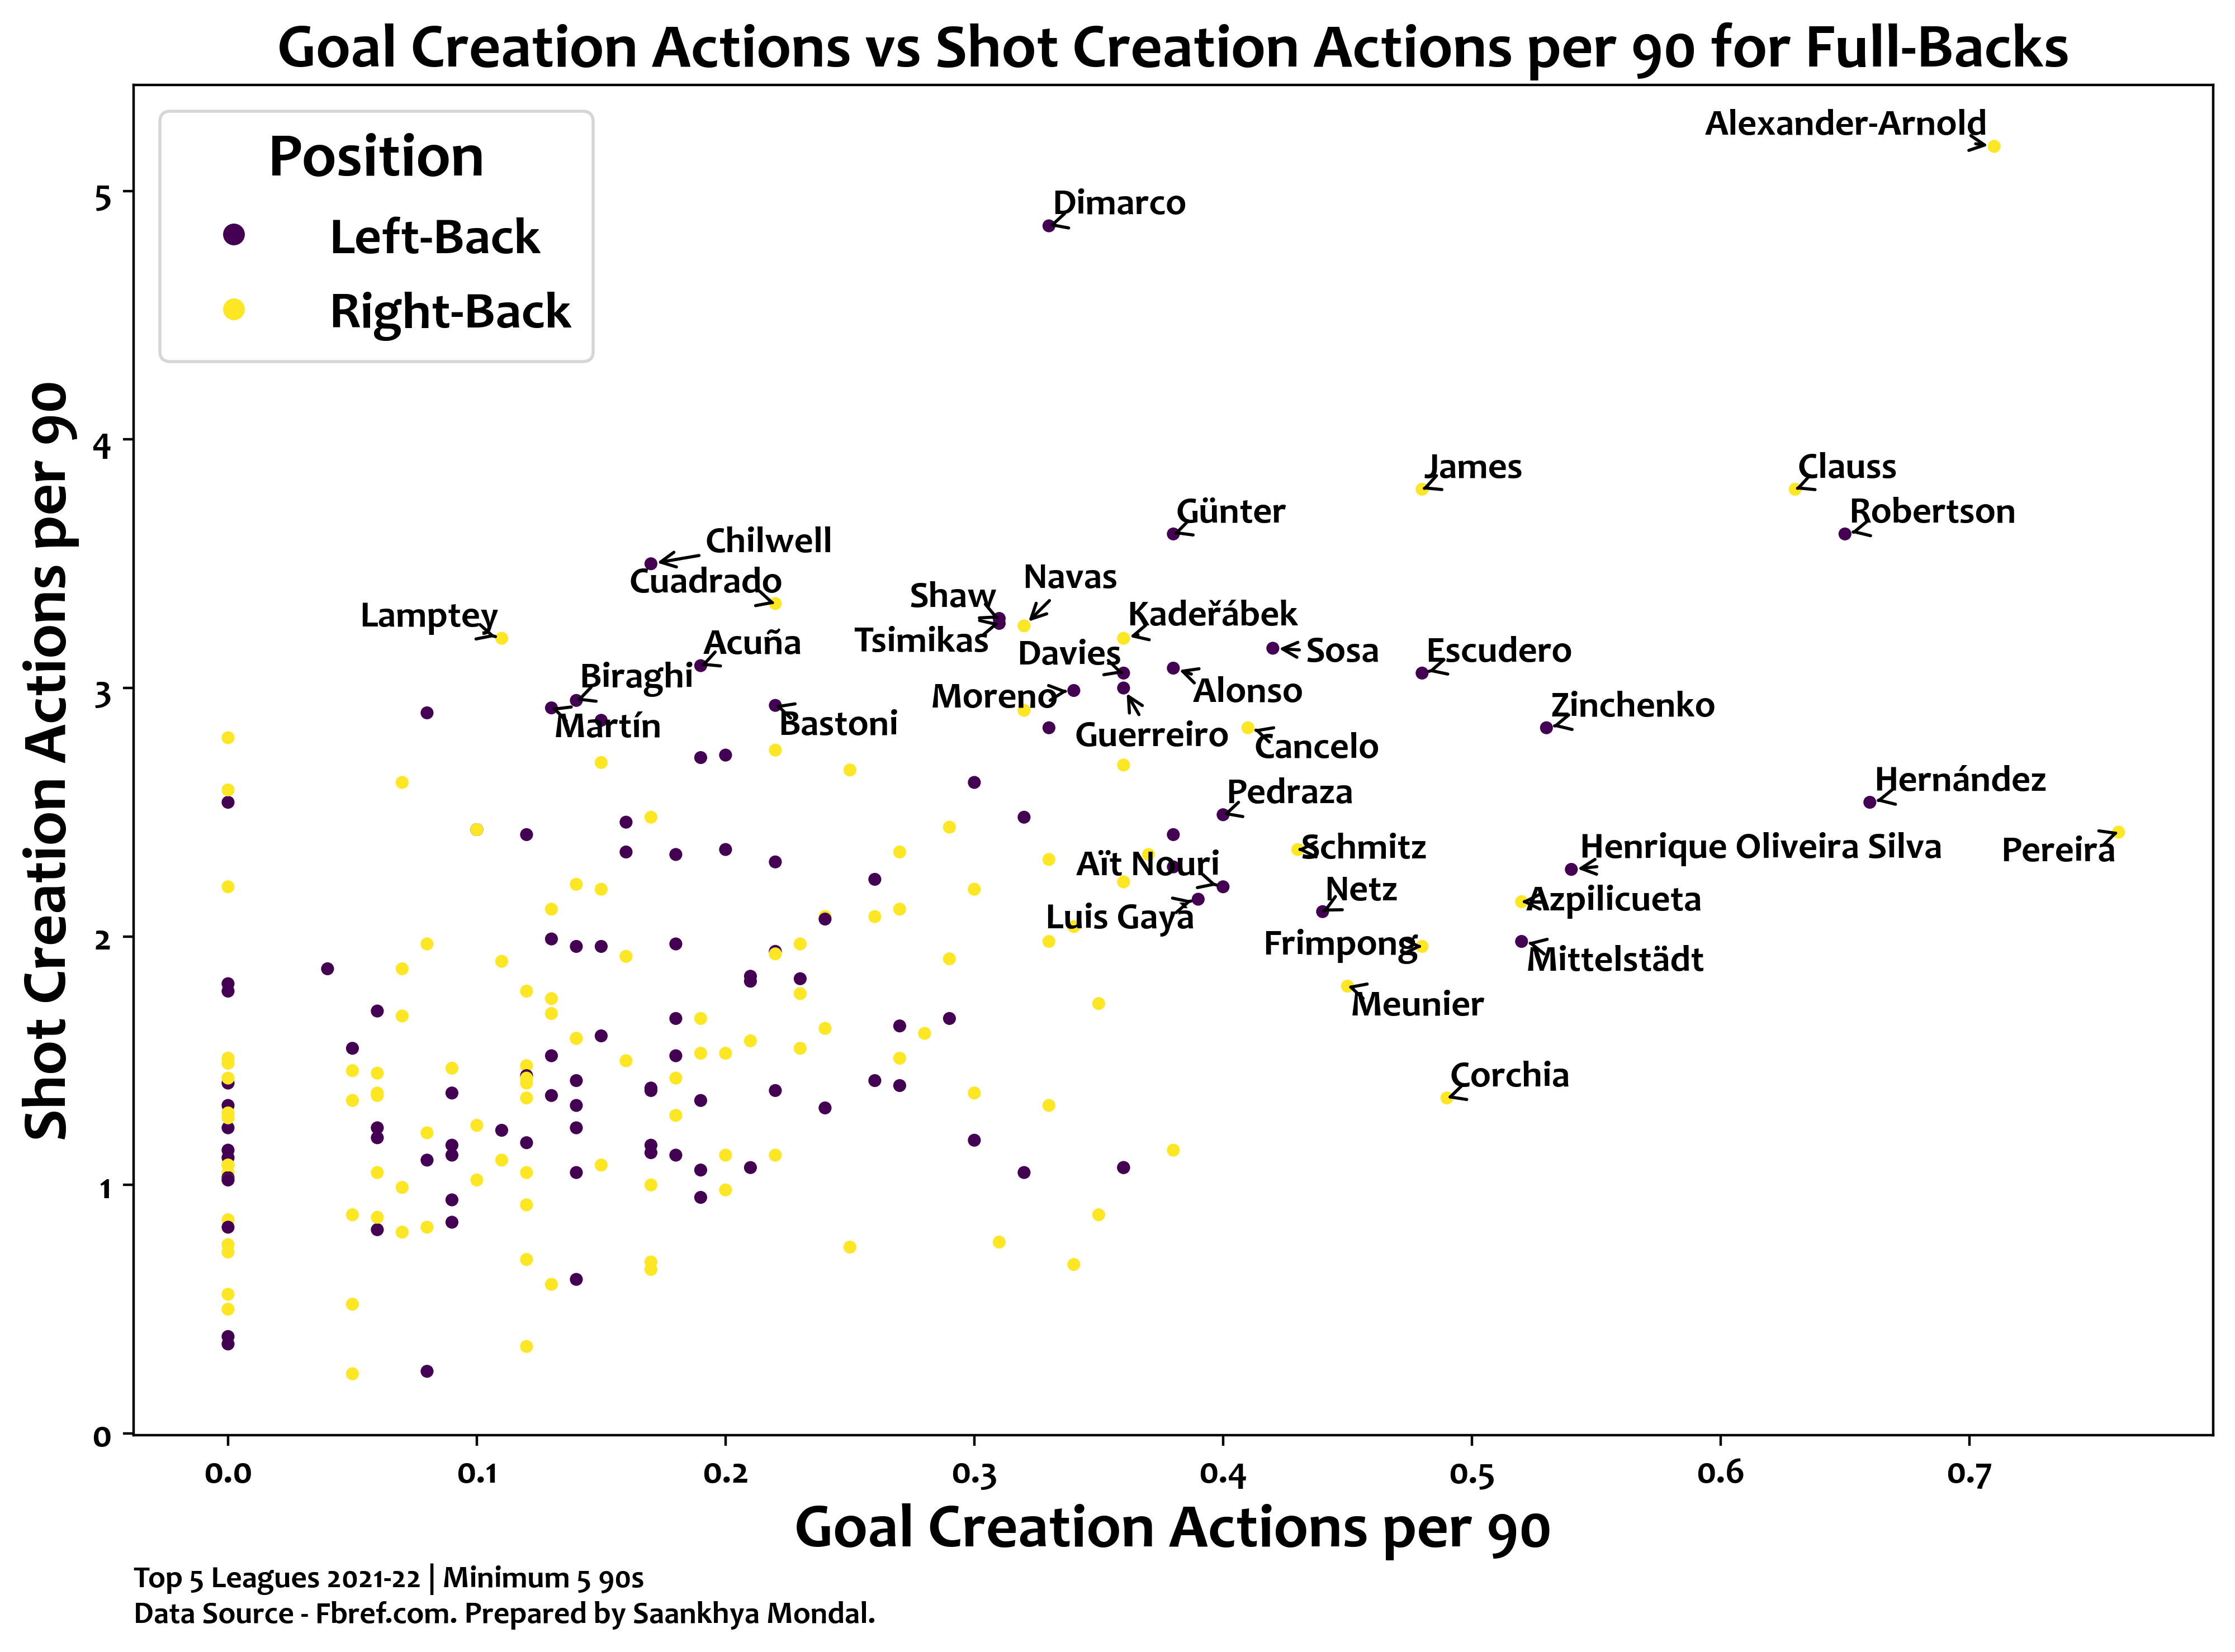 Goal Creation Actions vs Shot Creation Actions per 90 for Full-Backs
Position
Left-Back
Right-Back
Shot Creation Actions per 90
5
4
3
2
1
0
Alexander-Arnold
Dimarco
James
Clauss
Günter
Robertson
Chilwell
Cuadrado
Navas
Shaw
Lamptey
Kadeřábek
Tsimikas
Acuña
Davies
Sosa
Escudero
Biraghi
Moreno
Alonso
Zinchenko
Martín
Bastoni
Guerreiro
Cancelo
Pedraza
Hernández
Schmitz
Henrique Oliveira Silva
Pereira
Aït Nouri
Netz
Azpilicueta
Luis Gayà
Frimpong
Mittelstädt
Meunier
Corchia
0.0 0.1 0.2 0.3 0.4 0.5 0.6 0.7
Goal Creation Actions per 90
Top 5 Leagues 2021-22 | Minimum 5 90s
Data Source - Fbref.com. Prepared by Saankhya Mondal.